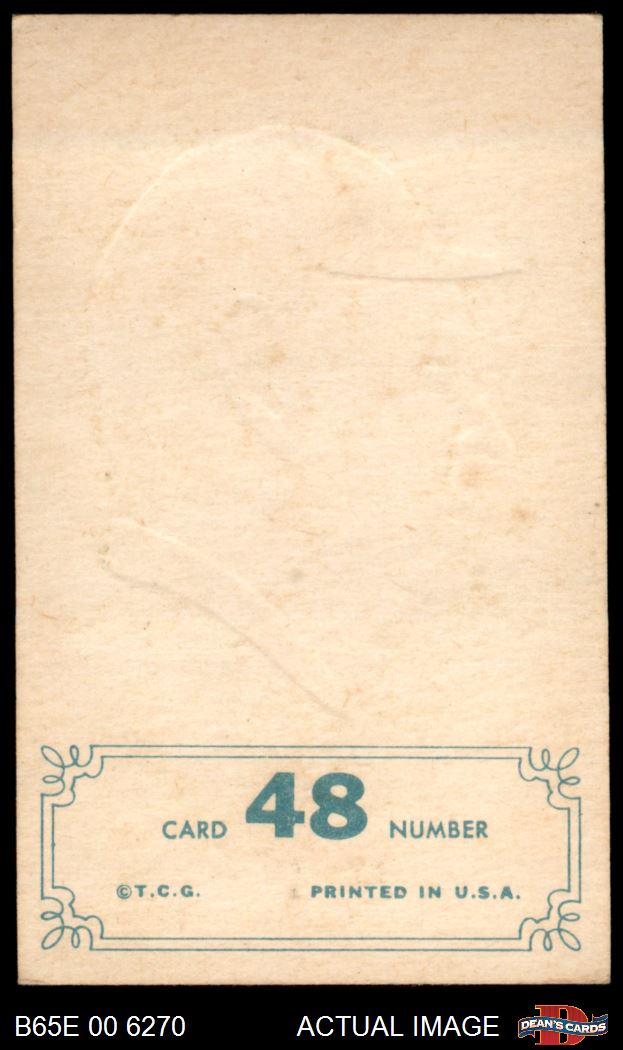 CARD 48 NUMBER
©T.C.G. PRINTED IN U.S.A.
B65E 00 6270 ACTUAL IMAGE DEAN'S CARDS